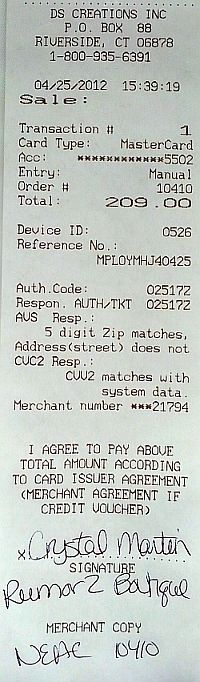 DS CREATIONS INC
P.O. BOX 88
RIVERSIDE, CT 06878
1-800-935-6391
04/25/2012 15:39:19
Sale:
Transaction # 1
Card Type: MasterCard
Acc: ************5502
Entry: Manual
Order # 10410
Total: 209.00
Device ID: 0526
Reference No.:
MPLOYMHJ40425
Auth.Code: 02517Z
Respon. AUTH/TKT 02517Z
AVS Resp.:
5 digit Zip matches,
Address(street) does not
CVC2 Resp.:
CVV2 matches with
system data.
Merchant number ***21794
I AGREE TO PAY ABOVE
TOTAL AMOUNT ACCORDING
TO CARD ISSUER AGREEMENT
(MERCHANT AGREEMENT IF
CREDIT VOUCHER)
x Crystal Martin
SIGNATURE
Rumorz Botique
MERCHANT COPY
10410